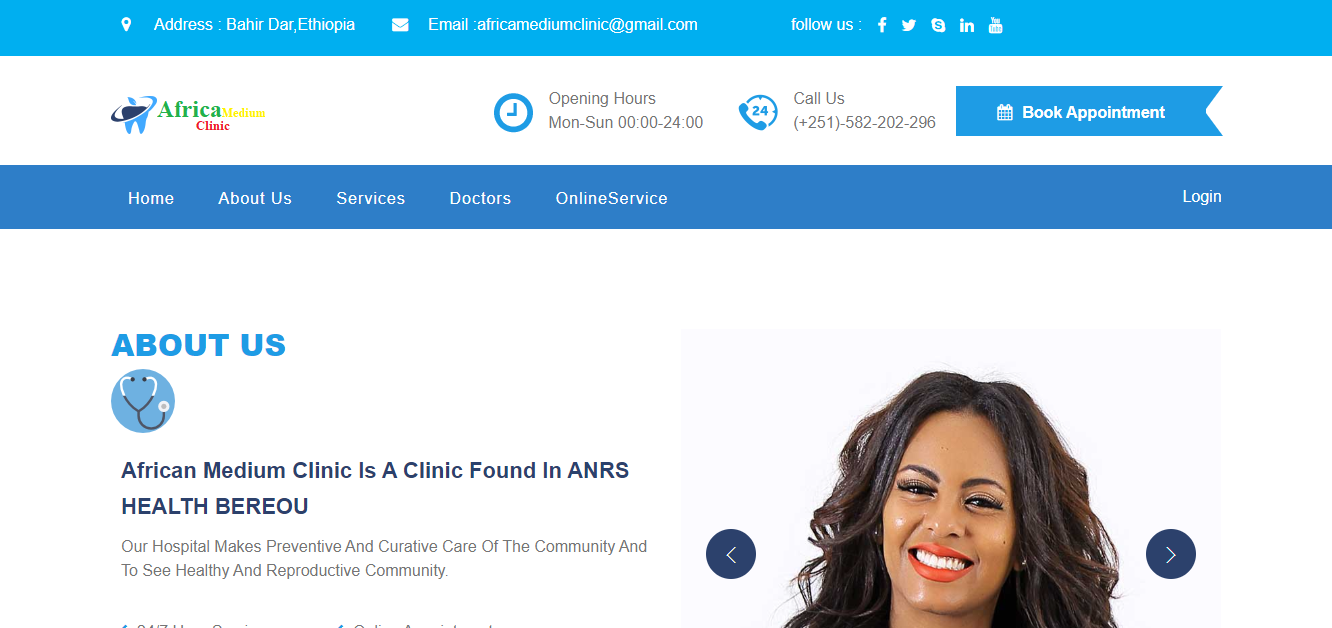 Address : Bahir Dar,Ethiopia
Email :africamediumclinic@gmail.com
follow us :
Africa Medium
Clinic
Opening Hours
Mon-Sun 00:00-24:00
24
Call Us
(+251)-582-202-296
Book Appointment
Home About Us Services Doctors OnlineService Login
ABOUT US
African Medium Clinic Is A Clinic Found In ANRS
HEALTH BEREOU
Our Hospital Makes Preventive And Curative Care Of The Community And
To See Healthy And Reproductive Community.